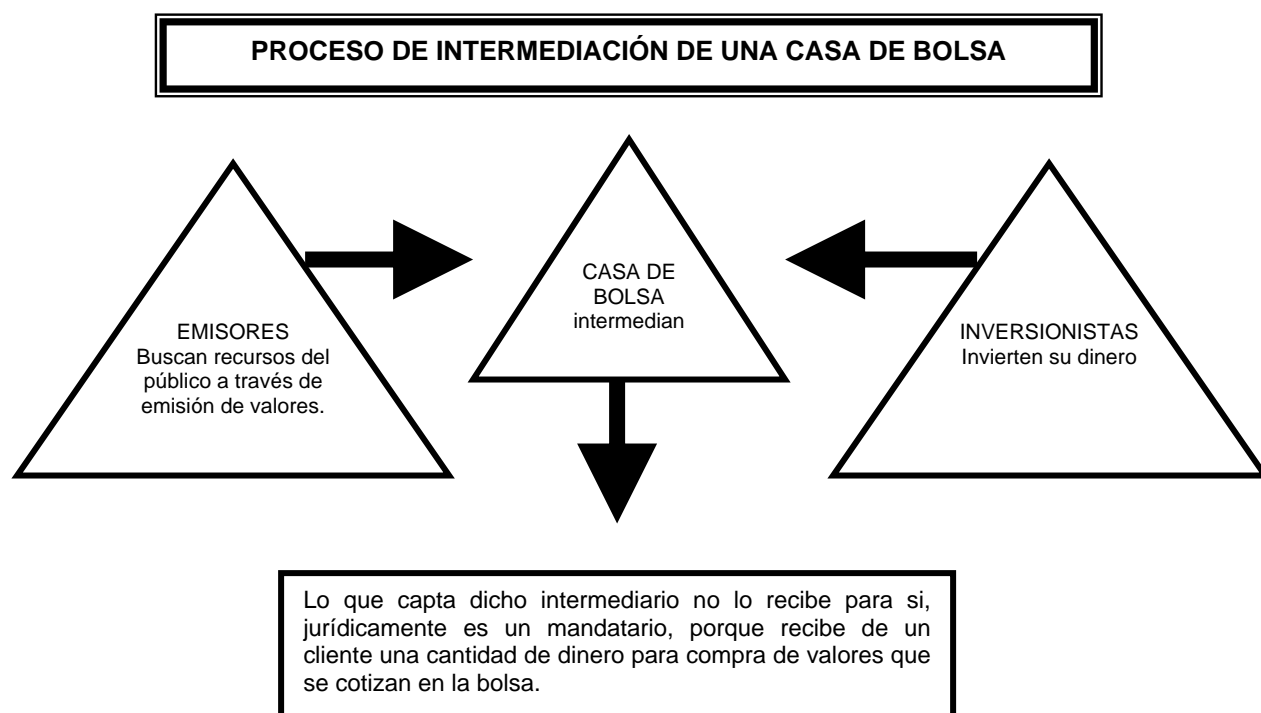 PROCESO DE INTERMEDIACIÓN DE UNA CASA DE BOLSA
EMISORES
Buscan recursos del
público a través de
emisión de valores.
CASA DE
BOLSA
intermedian
INVERSIONISTAS
Invierten su dinero
Lo que capta dicho intermediario no lo recibe para si,
jurídicamente es un mandatario, porque recibe de un
cliente una cantidad de dinero para compra de valores que
se cotizan en la bolsa.